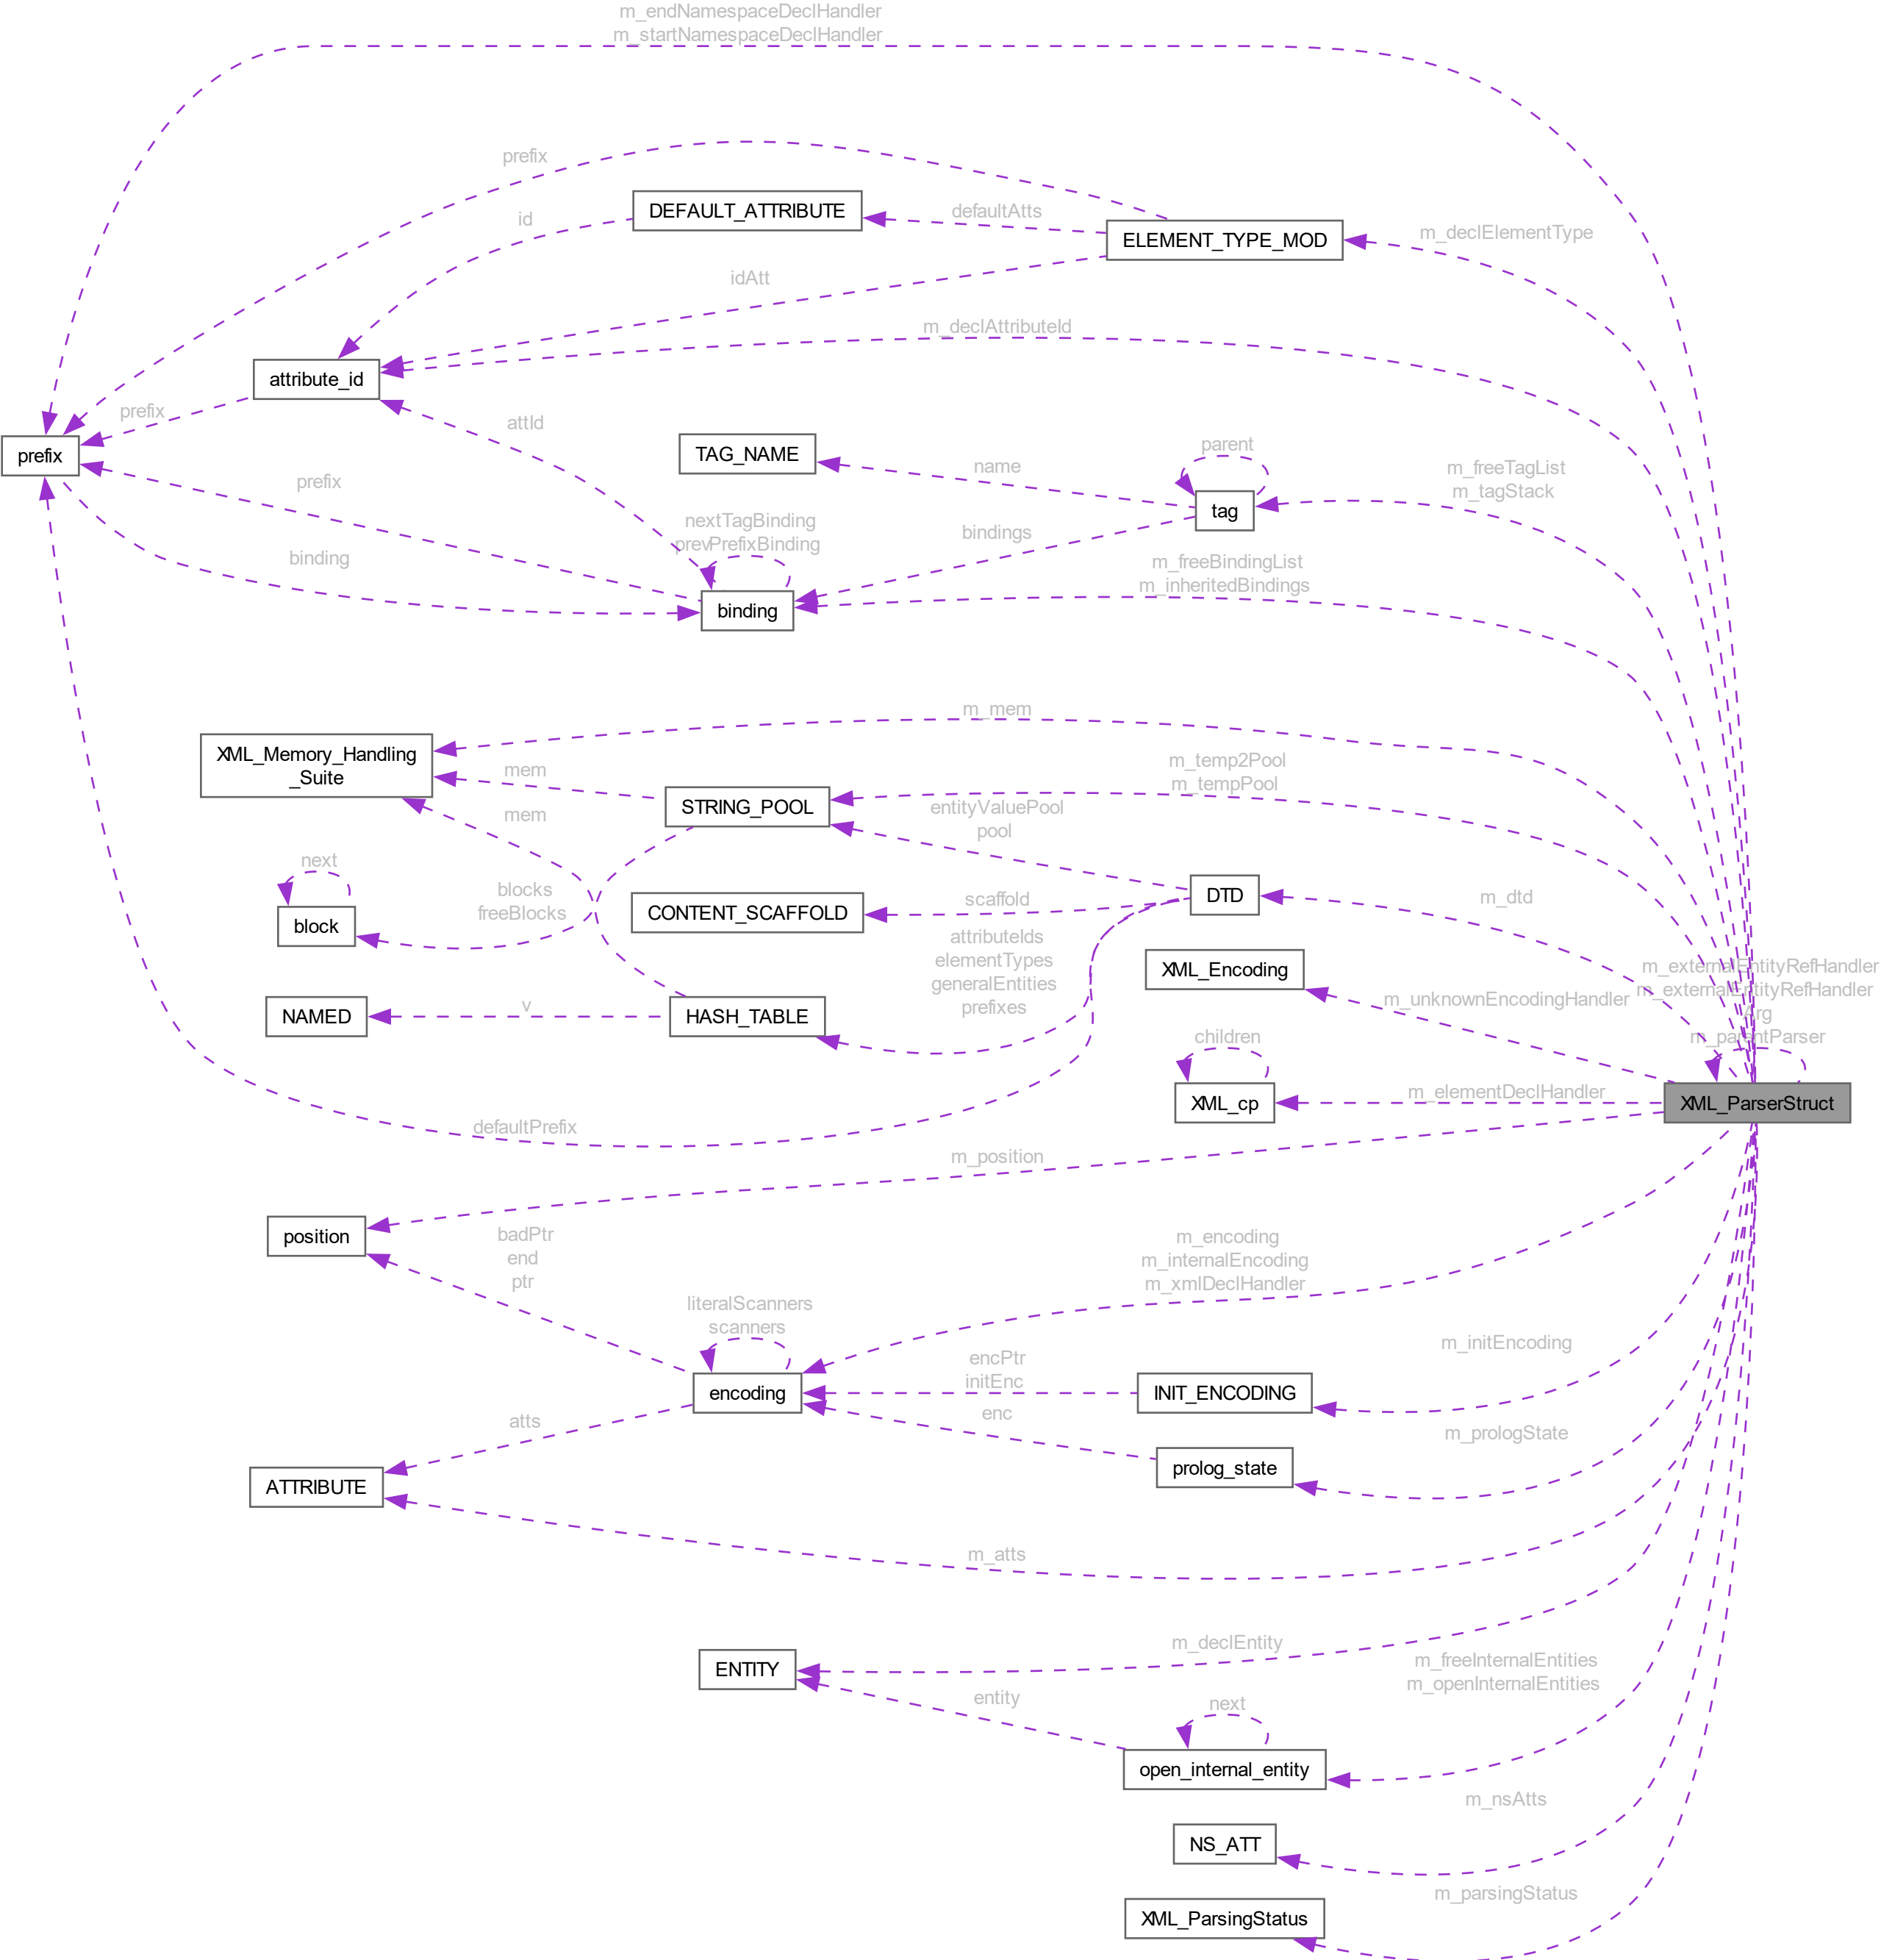 m_endNamespaceDeclHandler
m_startNamespaceDeclHandler
prefix
DEFAULT_ATTRIBUTE
id
defaultAtts
ELEMENT_TYPE_MOD
m_declElementType
idAtt
m_declAttributeId
attribute_id
prefix
attId
prefix
TAG_NAME
name
parent
tag
m_freeTagList
m_tagStack
prefix
binding
nextTagBinding
prevPrefixBinding
bindings
binding
m_freeBindingList
m_inheritedBindings
m_mem
XML_Memory_Handling
_Suite
mem
mem
STRING_POOL
m_temp2Pool
m_tempPool
entityValuePool
pool
next
block
blocks
freeBlocks
CONTENT_SCAFFOLD
scaffold
DTD
m_dtd
attributeIds
elementTypes
generalEntities
prefixes
XML_Encoding
m_unknownEncodingHandler
m_externalEntityRefHandler
m_externalEntityRefHandler
Arg
m_parentParser
NAMED
v
HASH_TABLE
children
XML_cp
m_elementDeclHandler
XML_ParserStruct
defaultPrefix
m_position
position
badPtr
end
ptr
m_encoding
m_internalEncoding
m_xmlDeclHandler
literalScanners
scanners
encoding
encPtr
initEnc
INIT_ENCODING
m_initEncoding
enc
atts
prolog_state
m_prologState
ATTRIBUTE
m_atts
ENTITY
m_declEntity
entity
next
open_internal_entity
m_freeInternalEntities
m_openInternalEntities
NS_ATT
m_nsAtts
XML_ParsingStatus
m_parsingStatus